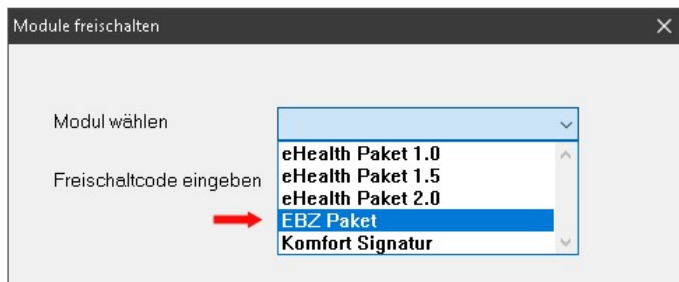 Module freischalten
Modul wählen
eHealth Paket 1.0
eHealth Paket 1.5
Freischaltcode eingeben
eHealth Paket 2.0
EBZ Paket
Komfort Signatur